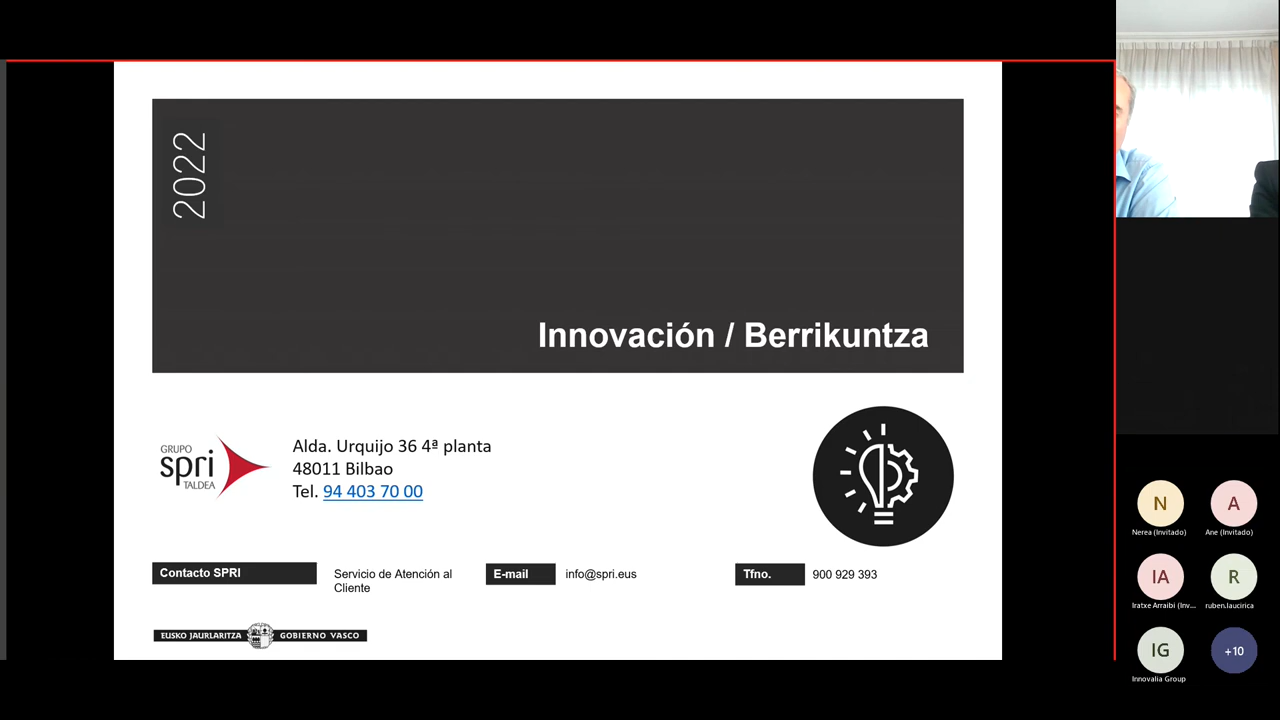 2022
Innovación / Berrikuntza
GRUPO
spri
TALDEA
Alda. Urquijo 36 4ª planta
48011 Bilbao
Tel. 94 403 70 00
Contacto SPRI
Servicio de Atención al
Cliente
E-mail
info@spri.eus
Tfno.
900 929 393
EUSKO JAURLARITZA
GOBIERNO VASCO
N
A
Nerea (Invitado)
Ane (Invitado)
IA
R
Iratxe Arraibi (Inv...
ruben.laucirica
IG
+10
Innovalia Group